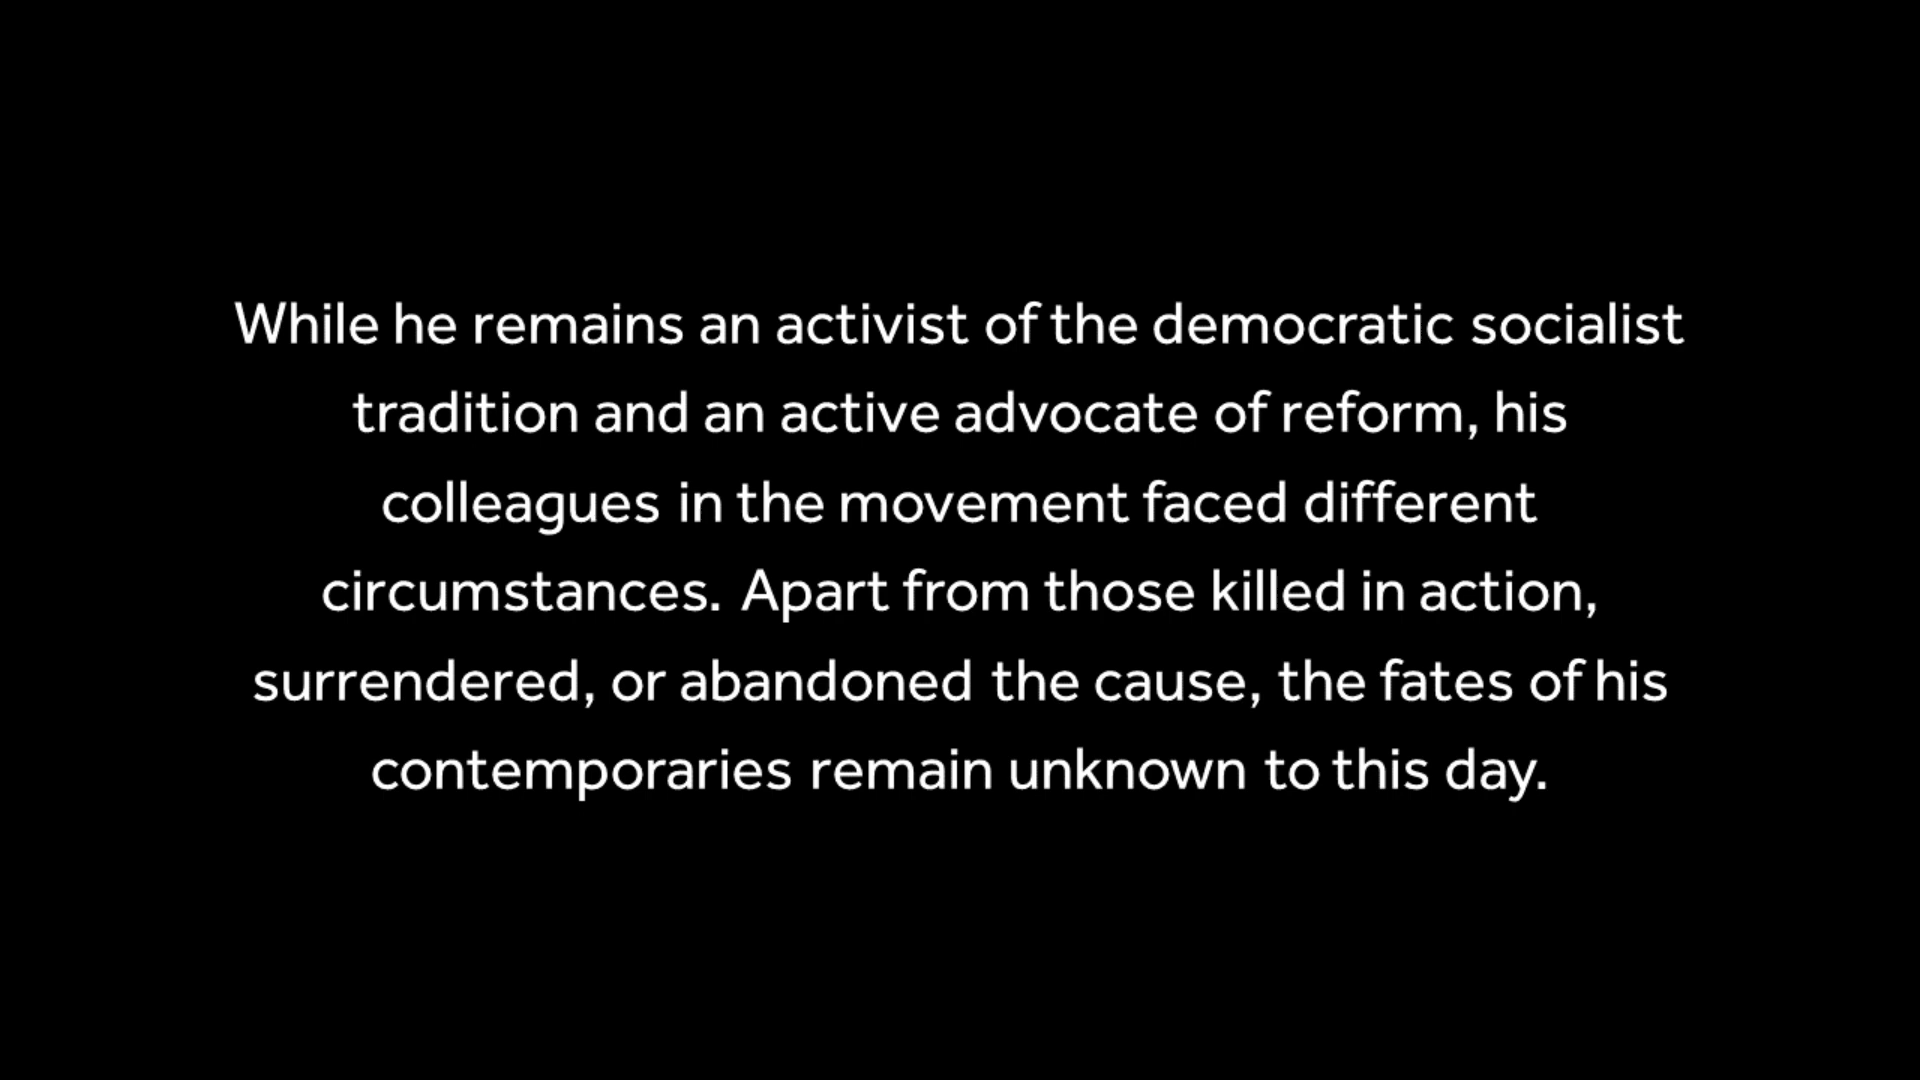 While he remains an activist of the democratic socialist
tradition and an active advocate of reform, his
colleagues in the movement faced different
circumstances. Apart from those killed in action,
surrendered, or abandoned the cause, the fates of his
contemporaries remain unknown to this day.